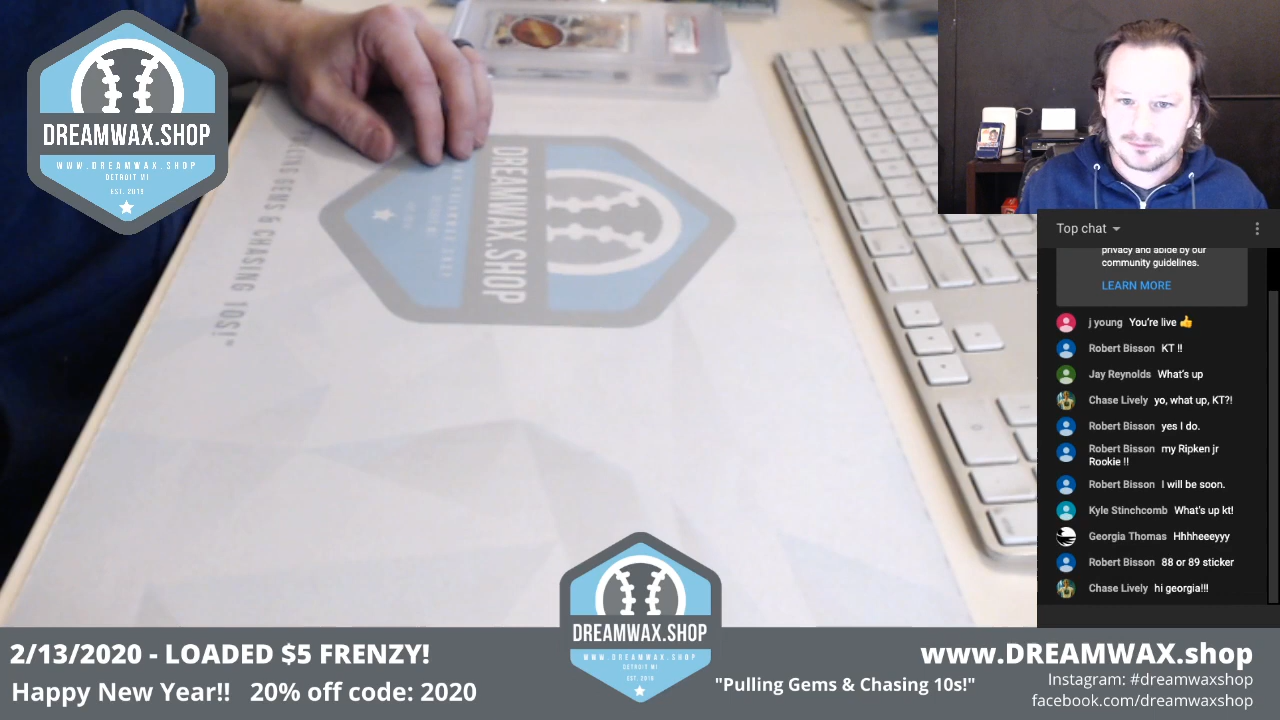 DREAMWAX.SHOP
WWW.DREAMWAX.SHOP
DETROIT MI
EST. 2019
DREAMWAX.SHOP
GEMS & CHASING 10S!"
Top chat
privacy and abide by our
community guidelines.
LEARN MORE
j young You're live 👍
Robert Bisson KT !!
Jay Reynolds What's up
Chase Lively yo, what up, KT?!
Robert Bisson yes I do.
Robert Bisson my Ripken jr
Rookie !!
Robert Bisson I will be soon.
Kyle Stinchcomb What's up kt!
Georgia Thomas Hhhheeeyyy
Robert Bisson 88 or 89 sticker
Chase Lively hi georgia!!!
DREAMWAX.SHOP
WWW.DREAMWAX.SHOP
DETROIT MI
EST. 2019
2/13/2020 - LOADED $5 FRENZY!
Happy New Year!! 20% off code: 2020
"Pulling Gems & Chasing 10s!"
www.DREAMWAX.shop
Instagram: #dreamwaxshop
facebook.com/dreamwaxshop